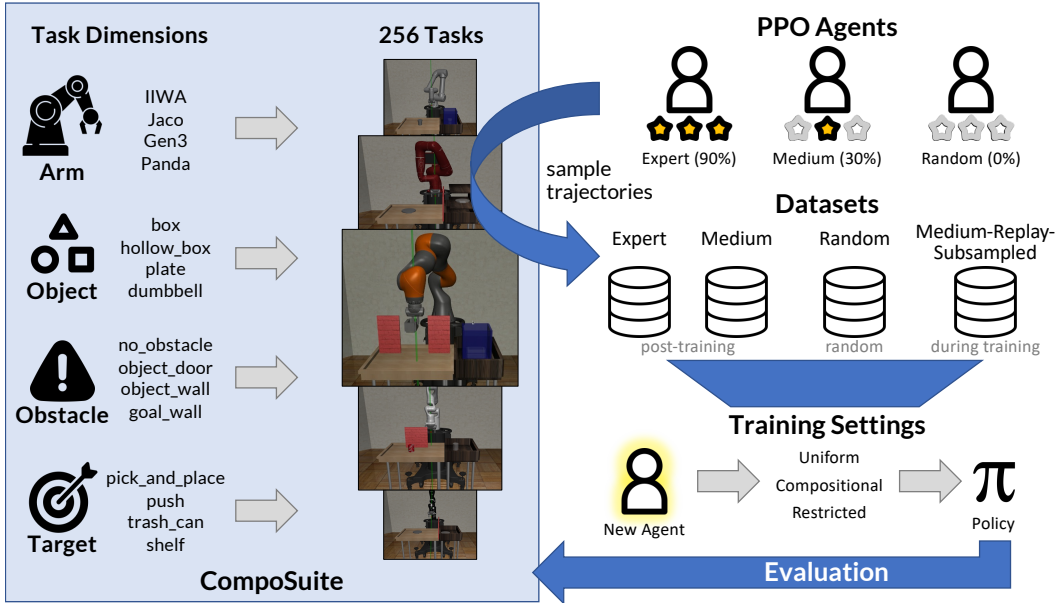 Task Dimensions
256 Tasks
IIWA
Jaco
Gen3
Panda
Arm
box
hollow_box
plate
dumbbell
Object
no_obstacle
object_door
object_wall
goal_wall
Obstacle
pick_and_place
push
trash_can
shelf
Target
CompoSuite
PPO Agents
Expert (90%)
Medium (30%)
Random (0%)
sample
trajectories
Datasets
Expert
Medium
Random
Medium-Replay-
Subsampled
post-training
random
during training
Training Settings
Uniform
Compositional
Restricted
New Agent
π
Policy
Evaluation